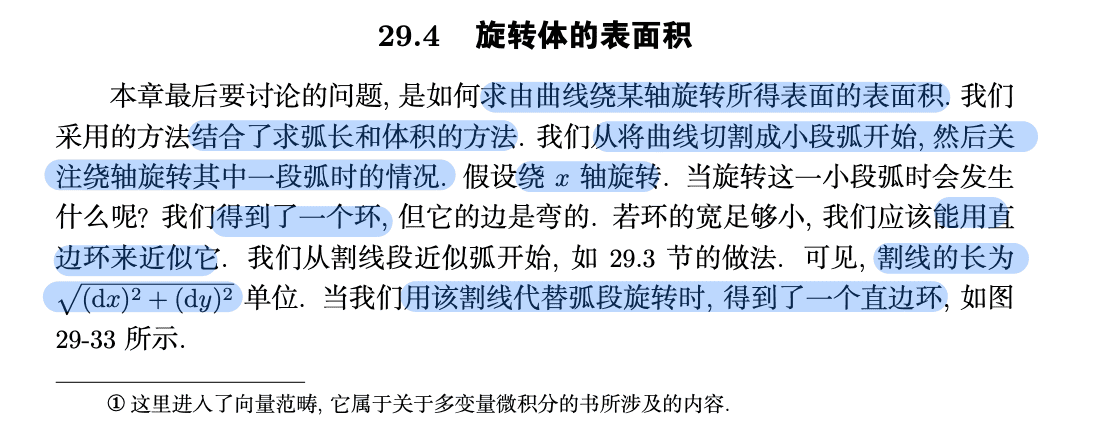 29.4 旋转体的表面积
本章最后要讨论的问题, 是如何求由曲线绕某轴旋转所得表面的表面积. 我们
采用的方法结合了求弧长和体积的方法. 我们从将曲线切割成小段弧开始, 然后关
注绕轴旋转其中一段弧时的情况. 假设绕 x 轴旋转. 当旋转这一小段弧时会发生
什么呢? 我们得到了一个环, 但它的边是弯的. 若环的宽足够小, 我们应该能用直
边环来近似它. 我们从割线段近似弧开始, 如 29.3 节的做法. 可见, 割线的长为
√(dx)² + (dy)² 单位. 当我们用该割线代替弧段旋转时, 得到了一个直边环, 如图
29-33 所示.
① 这里进入了向量范畴, 它属于关于多变量微积分的书所涉及的内容.